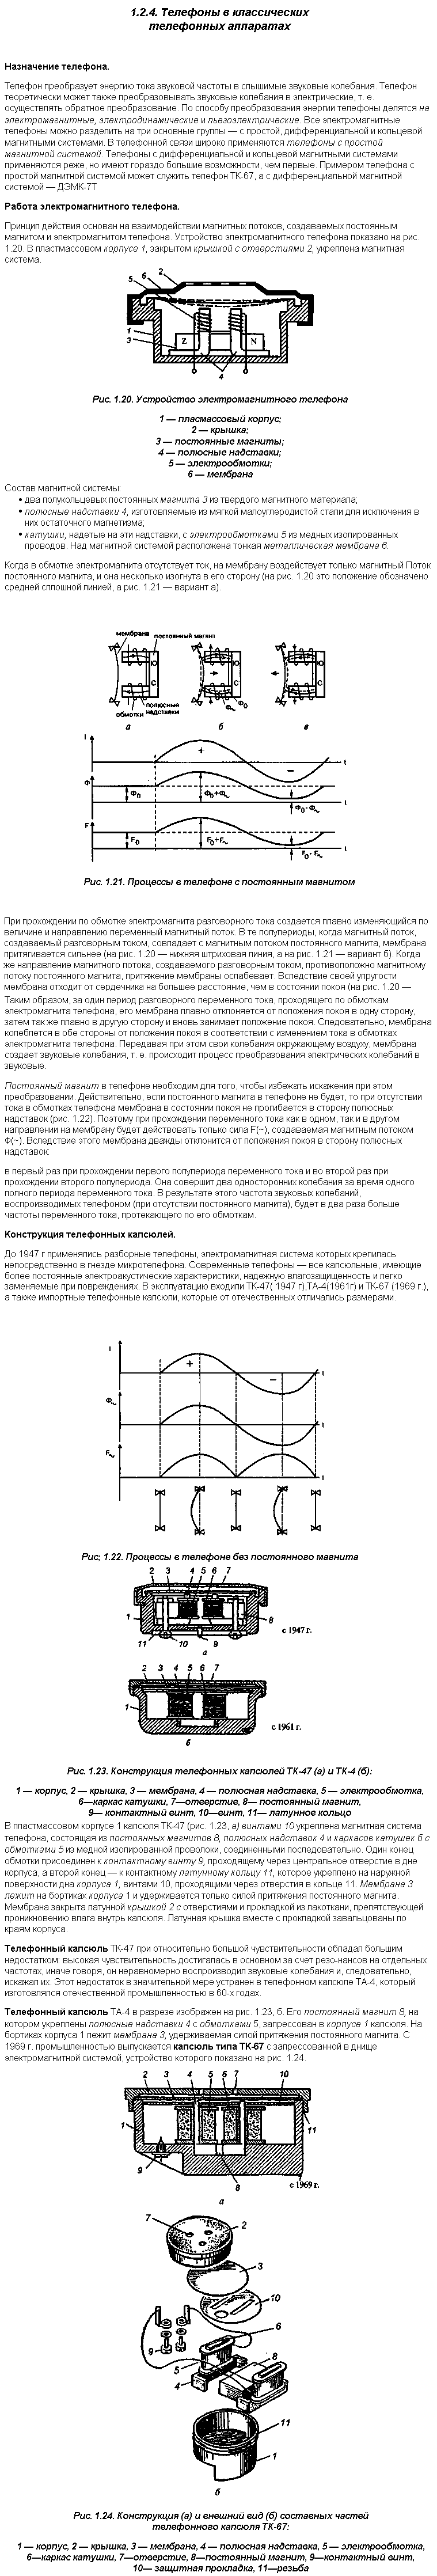 1.2.4. Телефоны в классических
телефонных аппаратах
Назначение телефона.
Телефон преобразует энергию тока звуковой частоты в слышимые звуковые колебания. Телефон
теоретически может также преобразовывать звуковые колебания в электрические, т. е.
осуществлять обратное преобразование. По способу преобразования энергии телефоны делятся на
электромагнитные, электродинамические и пьезоэлектрические. Все электромагнитные
телефоны можно разделить на три основные группы — с простой, дифференциальной и кольцевой
магнитными системами. В телефонной связи широко применяются телефоны с простой
магнитной системой. Телефоны с дифференциальной и кольцевой магнитными системами
применяются реже, но имеют гораздо большие возможности, чем первые. Примером телефона с
простой магнитной системой может служить телефон ТК-67, а с дифференциальной магнитной
системой — ДЭМК-7Т
Работа электромагнитного телефона.
Принцип действия основан на взаимодействии магнитных потоков, создаваемых постоянным
магнитом и электромагнитом телефона. Устройство электромагнитного телефона показано на рис.
1.20. В пластмассовом корпусе 1, закрытом крышкой с отверстиями 2, укреплена магнитная
система.
5 6 2
1
3
Z N
4
Рис. 1.20. Устройство электромагнитного телефона
1 — пласмассовый корпус;
2 — крышка;
3 — постоянные магниты;
4 — полюсные надставки;
5 — электрообмотки;
6 — мембрана
Состав магнитной системы:
• два полукольцевых постоянных магнита 3 из твердого магнитного материала;
• полюсные надставки 4, изготовляемые из мягкой малоуглеродистой стали для исключения в
них остаточного магнетизма;
• катушки, надетые на эти надставки, с электрообмотками 5 из медных изолированных
проводов. Над магнитной системой расположена тонкая металлическая мембрана 6.
Когда в обмотке электромагнита отсутствует ток, на мембрану воздействует только магнитный Поток
постоянного магнита, и она несколько изогнута в его сторону (на рис. 1.20 это положение обозначено
средней сплошной линией, а рис. 1.21 — вариант а).
мембрана постоянный магнит
Ю Ю Ю
С С С
обмотки полюсные надставки Ф~ Ф0
а б в
I + − t
Ф Ф0 Ф0+Ф~ t Ф0-Ф~
F F0 F0+F~ t F0-F~
Рис. 1.21. Процессы в телефоне с постоянным магнитом
При прохождении по обмотке электромагнита разговорного тока создается плавно изменяющийся по
величине и направлению переменный магнитный поток. В те полупериоды, когда магнитный поток,
создаваемый разговорным током, совпадает с магнитным потоком постоянного магнита, мембрана
притягивается сильнее (на рис. 1.20 — нижняя штриховая линия, а на рис. 1.21 — вариант б). Когда
же направление магнитного потока, создаваемого разговорным током, противоположно магнитному
потоку постоянного магнита, притяжение мембраны ослабевает. Вследствие своей упругости
мембрана отходит от сердечника на большее расстояние, чем в состоянии покоя (на рис. 1.20 —
Таким образом, за один период разговорного переменного тока, проходящего по обмоткам
электромагнита телефона, его мембрана плавно отклоняется от положения покоя в одну сторону,
затем так же плавно в другую сторону и вновь занимает положение покоя. Следовательно, мембрана
колеблется в обе стороны от положения покоя в соответствии с изменением тока в обмотках
электромагнита телефона. Передавая при этом свои колебания окружающему воздуху, мембрана
создает звуковые колебания, т. е. происходит процесс преобразования электрических колебаний в
звуковые.
Постоянный магнит в телефоне необходим для того, чтобы избежать искажения при этом
преобразовании. Действительно, если постоянного магнита в телефоне не будет, то при отсутствии
тока в обмотках телефона мембрана в состоянии покоя не прогибается в сторону полюсных
надставок (рис. 1.22). Поэтому при прохождении переменного тока как в одном, так и в другом
направлении на мембрану будет действовать только сила F(~), создаваемая магнитным потоком
Ф(~). Вследствие этого мембрана дважды отклонится от положения покоя в сторону полюсных
надставок:
в первый раз при прохождении первого полупериода переменного тока и во второй раз при
прохождении второго полупериода. Она совершит два односторонних колебания за время одного
полного периода переменного тока. В результате этого частота звуковых колебаний,
воспроизводимых телефоном (при отсутствии постоянного магнита), будет в два раза больше
частоты переменного тока, протекающего по его обмоткам.
Конструкция телефонных капсюлей.
До 1947 г применялись разборные телефоны, электромагнитная система которых крепилась
непосредственно в гнезде микротелефона. Современные телефоны — все капсюльные, имеющие
более постоянные электроакустические характеристики, надежную влагозащищенность и легко
заменяемые при повреждениях. В эксплуатацию входили ТК-47( 1947 г),ТА-4(1961г) и ТК-67 (1969 г.),
а также импортные телефонные капсюли, которые от отечественных отличались размерами.
I + − t
Ф~ t
F~ t
Рис; 1.22. Процессы в телефоне без постоянного магнита
2 3 4 5 6 7
1 8
11 10 9
с 1947 г.
а
2 3 4 5 6 7
1
с 1961 г.
б
Рис. 1.23. Конструкция телефонных капсюлей ТК-47 (а) и ТК-4 (б):
1 — корпус, 2 — крышка, 3 — мембрана, 4 — полюсная надставка, 5 — электрообмотка,
6—каркас катушки, 7—отверстие, 8— постоянный магнит,
9— контактный винт, 10—винт, 11— латунное кольцо
В пластмассовом корпусе 1 капсюля ТК-47 (рис. 1.23, а) винтами 10 укреплена магнитная система
телефона, состоящая из постоянных магнитов 8, полюсных надставок 4 и каркасов катушек 6 с
обмотками 5 из медной изолированной проволоки, соединенными последовательно. Один конец
обмотки присоединен к контактному винту 9, проходящему через центральное отверстие в дне
корпуса, а второй конец — к контактному латунному кольцу 11, которое укреплено на наружной
поверхности дна корпуса 1, винтами 10, проходящими через отверстия в кольце 11. Мембрана 3
лежит на бортиках корпуса 1 и удерживается только силой притяжения постоянного магнита.
Мембрана закрыта латунной крышкой 2 с отверстиями и прокладкой из лакоткани, препятствующей
проникновению влага внутрь капсюля. Латунная крышка вместе с прокладкой завальцованы по
краям корпуса.
Телефонный капсюль ТК-47 при относительно большой чувствительности обладал большим
недостатком: высокая чувствительность достигалась в основном за счет резо-нансов на отдельных
частотах, иначе говоря, он неравномерно воспроизводил звуковые колебания и, следовательно,
искажал их. Этот недостаток в значительной мере устранен в телефонном капсюле ТА-4, который
изготовлялся отечественной промышленностью в 60-х годах.
Телефонный капсюль ТА-4 в разрезе изображен на рис. 1.23, б. Его постоянный магнит 8, на
котором укреплены полюсные надставки 4 с обмотками 5, запрессован в корпусе 1 капсюля. На
бортиках корпуса 1 лежит мембрана 3, удерживаемая силой притяжения постоянного магнита. С
1969 г. промышленностью выпускается капсюль типа ТК-67 с запрессованной в днище
электромагнитной системой, устройство которого показано на рис. 1.24.
2 3 4 5 6 7 10
1 11
9 8
с 1969 г.
а
7 2
3
10
6
9 5 8
4
11
1
б
Рис. 1.24. Конструкция (а) и внешний вид (б) составных частей
телефонного капсюля ТК-67:
1 — корпус, 2 — крышка, 3 — мембрана, 4 — полюсная надставка, 5 — электрообмотка,
6—каркас катушки, 7—отверстие, 8—постоянный магнит, 9—контактный винт,
10— защитная прокладка, 11—резьба